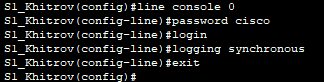 S1_Khitrov(config)#line console 0
S1_Khitrov(config-line)#password cisco
S1_Khitrov(config-line)#login
S1_Khitrov(config-line)#logging synchronous
S1_Khitrov(config-line)#exit
S1_Khitrov(config)#